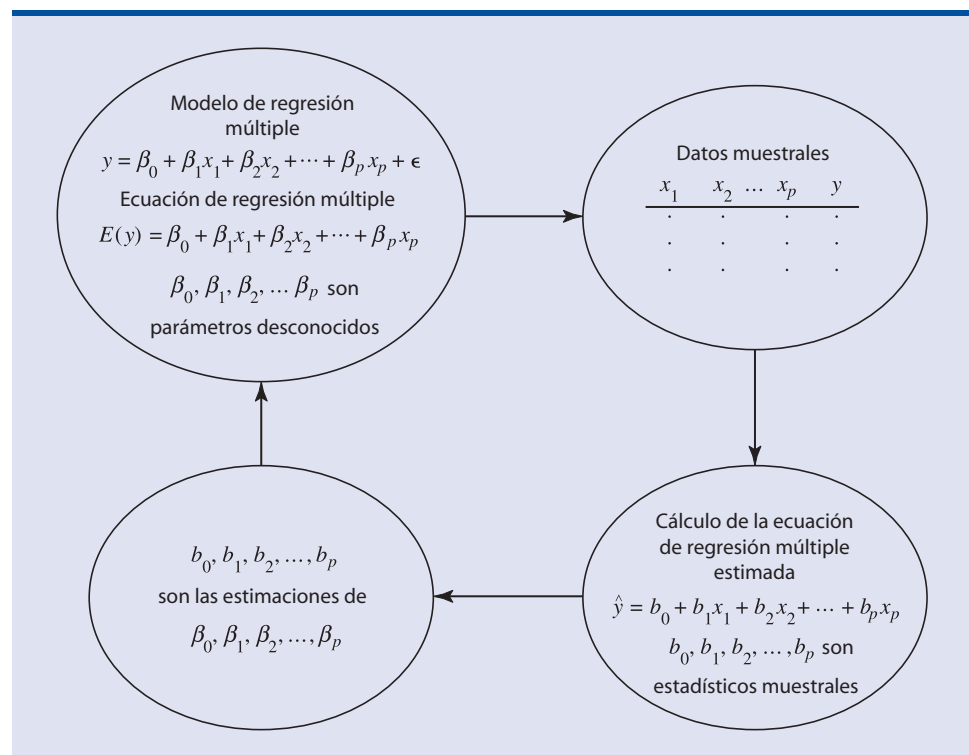 Modelo de regresión
múltiple
y = β₀ + β₁x₁ + β₂x₂ + ⋯ + βₚxₚ + ϵ
Ecuación de regresión múltiple
E(y) = β₀ + β₁x₁ + β₂x₂ + ⋯ + βₚxₚ
β₀, β₁, β₂, … βₚ son
parámetros desconocidos
Datos muestrales
x₁ x₂ … xₚ y
. . . .
. . . .
. . . .
Cálculo de la ecuación
de regresión múltiple
estimada
ŷ = b₀ + b₁x₁ + b₂x₂ + ⋯ + bₚxₚ
b₀, b₁, b₂, …, bₚ son
estadísticos muestrales
b₀, b₁, b₂, …, bₚ
son las estimaciones de
β₀, β₁, β₂, …, βₚ